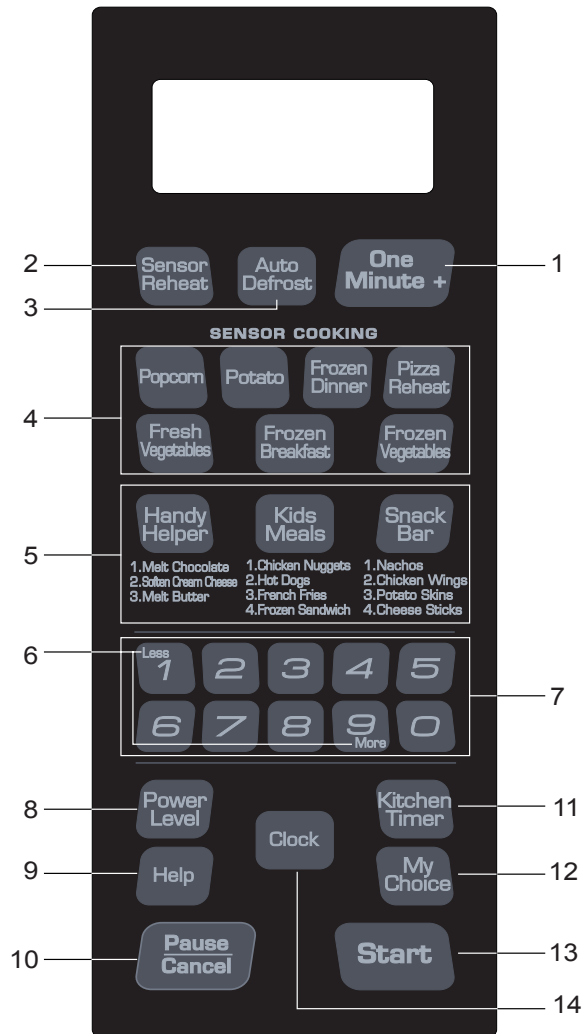 2
Sensor
Reheat
Auto
Defrost
One
Minute +
1
3
SENSOR COOKING
4
Popcorn
Potato
Frozen
Dinner
Pizza
Reheat
Fresh
Vegetables
Frozen
Breakfast
Frozen
Vegetables
5
Handy
Helper
1.Melt Chocolate
2.Soften Cream Cheese
3.Melt Butter
Kids
Meals
1.Chicken Nuggets
2.Hot Dogs
3.French Fries
4.Frozen Sandwich
Snack
Bar
1.Nachos
2.Chicken Wings
3.Potato Skins
4.Cheese Sticks
6
Less
1 2 3 4 5
7
6 7 8 9 0
More
8
Power
Level
Kitchen
Timer
11
Clock
9
Help
My
Choice
12
10
Pause
Cancel
Start
13
14